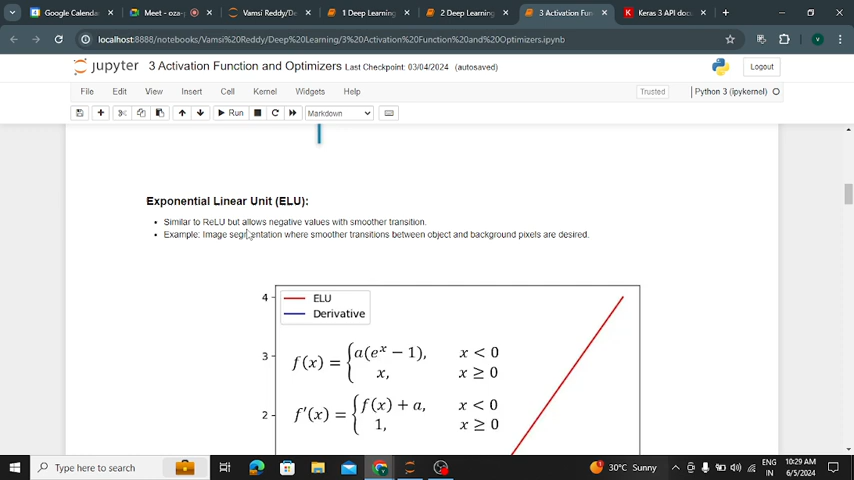 Google Calendar
Meet - oza-
Vamsi Reddy/De
1 Deep Learning
2 Deep Learning
3 Activation Fun
Keras 3 API docu
localhost:8888/notebooks/Vamsi%20Reddy/Deep%20Learning/3%20Activation%20Function%20and%20Optimizers.ipynb
jupyter 3 Activation Function and Optimizers Last Checkpoint: 03/04/2024 (autosaved)
Logout
File Edit View Insert Cell Kernel Widgets Help
Trusted
Python 3 (ipykernel)
Run
Markdown
Exponential Linear Unit (ELU):
• Similar to ReLU but allows negative values with smoother transition.
• Example: Image segmentation where smoother transitions between object and background pixels are desired.
4
ELU
Derivative
3
f(x) = { a(eˣ − 1), x < 0
x, x ≥ 0
2
f′(x) = { f(x) + a, x < 0
1, x ≥ 0
Type here to search
30°C Sunny
ENG
IN
10:29 AM
6/5/2024